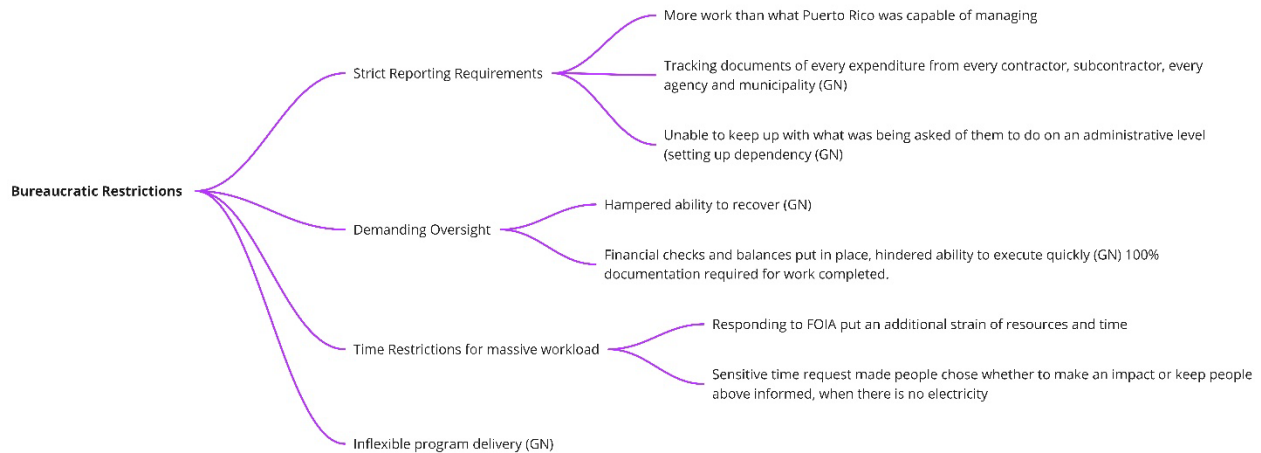 Bureaucratic Restrictions
Strict Reporting Requirements
More work than what Puerto Rico was capable of managing
Tracking documents of every expenditure from every contractor, subcontractor, every
agency and municipality (GN)
Unable to keep up with what was being asked of them to do on an administrative level
(setting up dependency (GN)
Demanding Oversight
Hampered ability to recover (GN)
Financial checks and balances put in place, hindered ability to execute quickly (GN) 100%
documentation required for work completed.
Time Restrictions for massive workload
Responding to FOIA put an additional strain of resources and time
Sensitive time request made people chose whether to make an impact or keep people
above informed, when there is no electricity
Inflexible program delivery (GN)